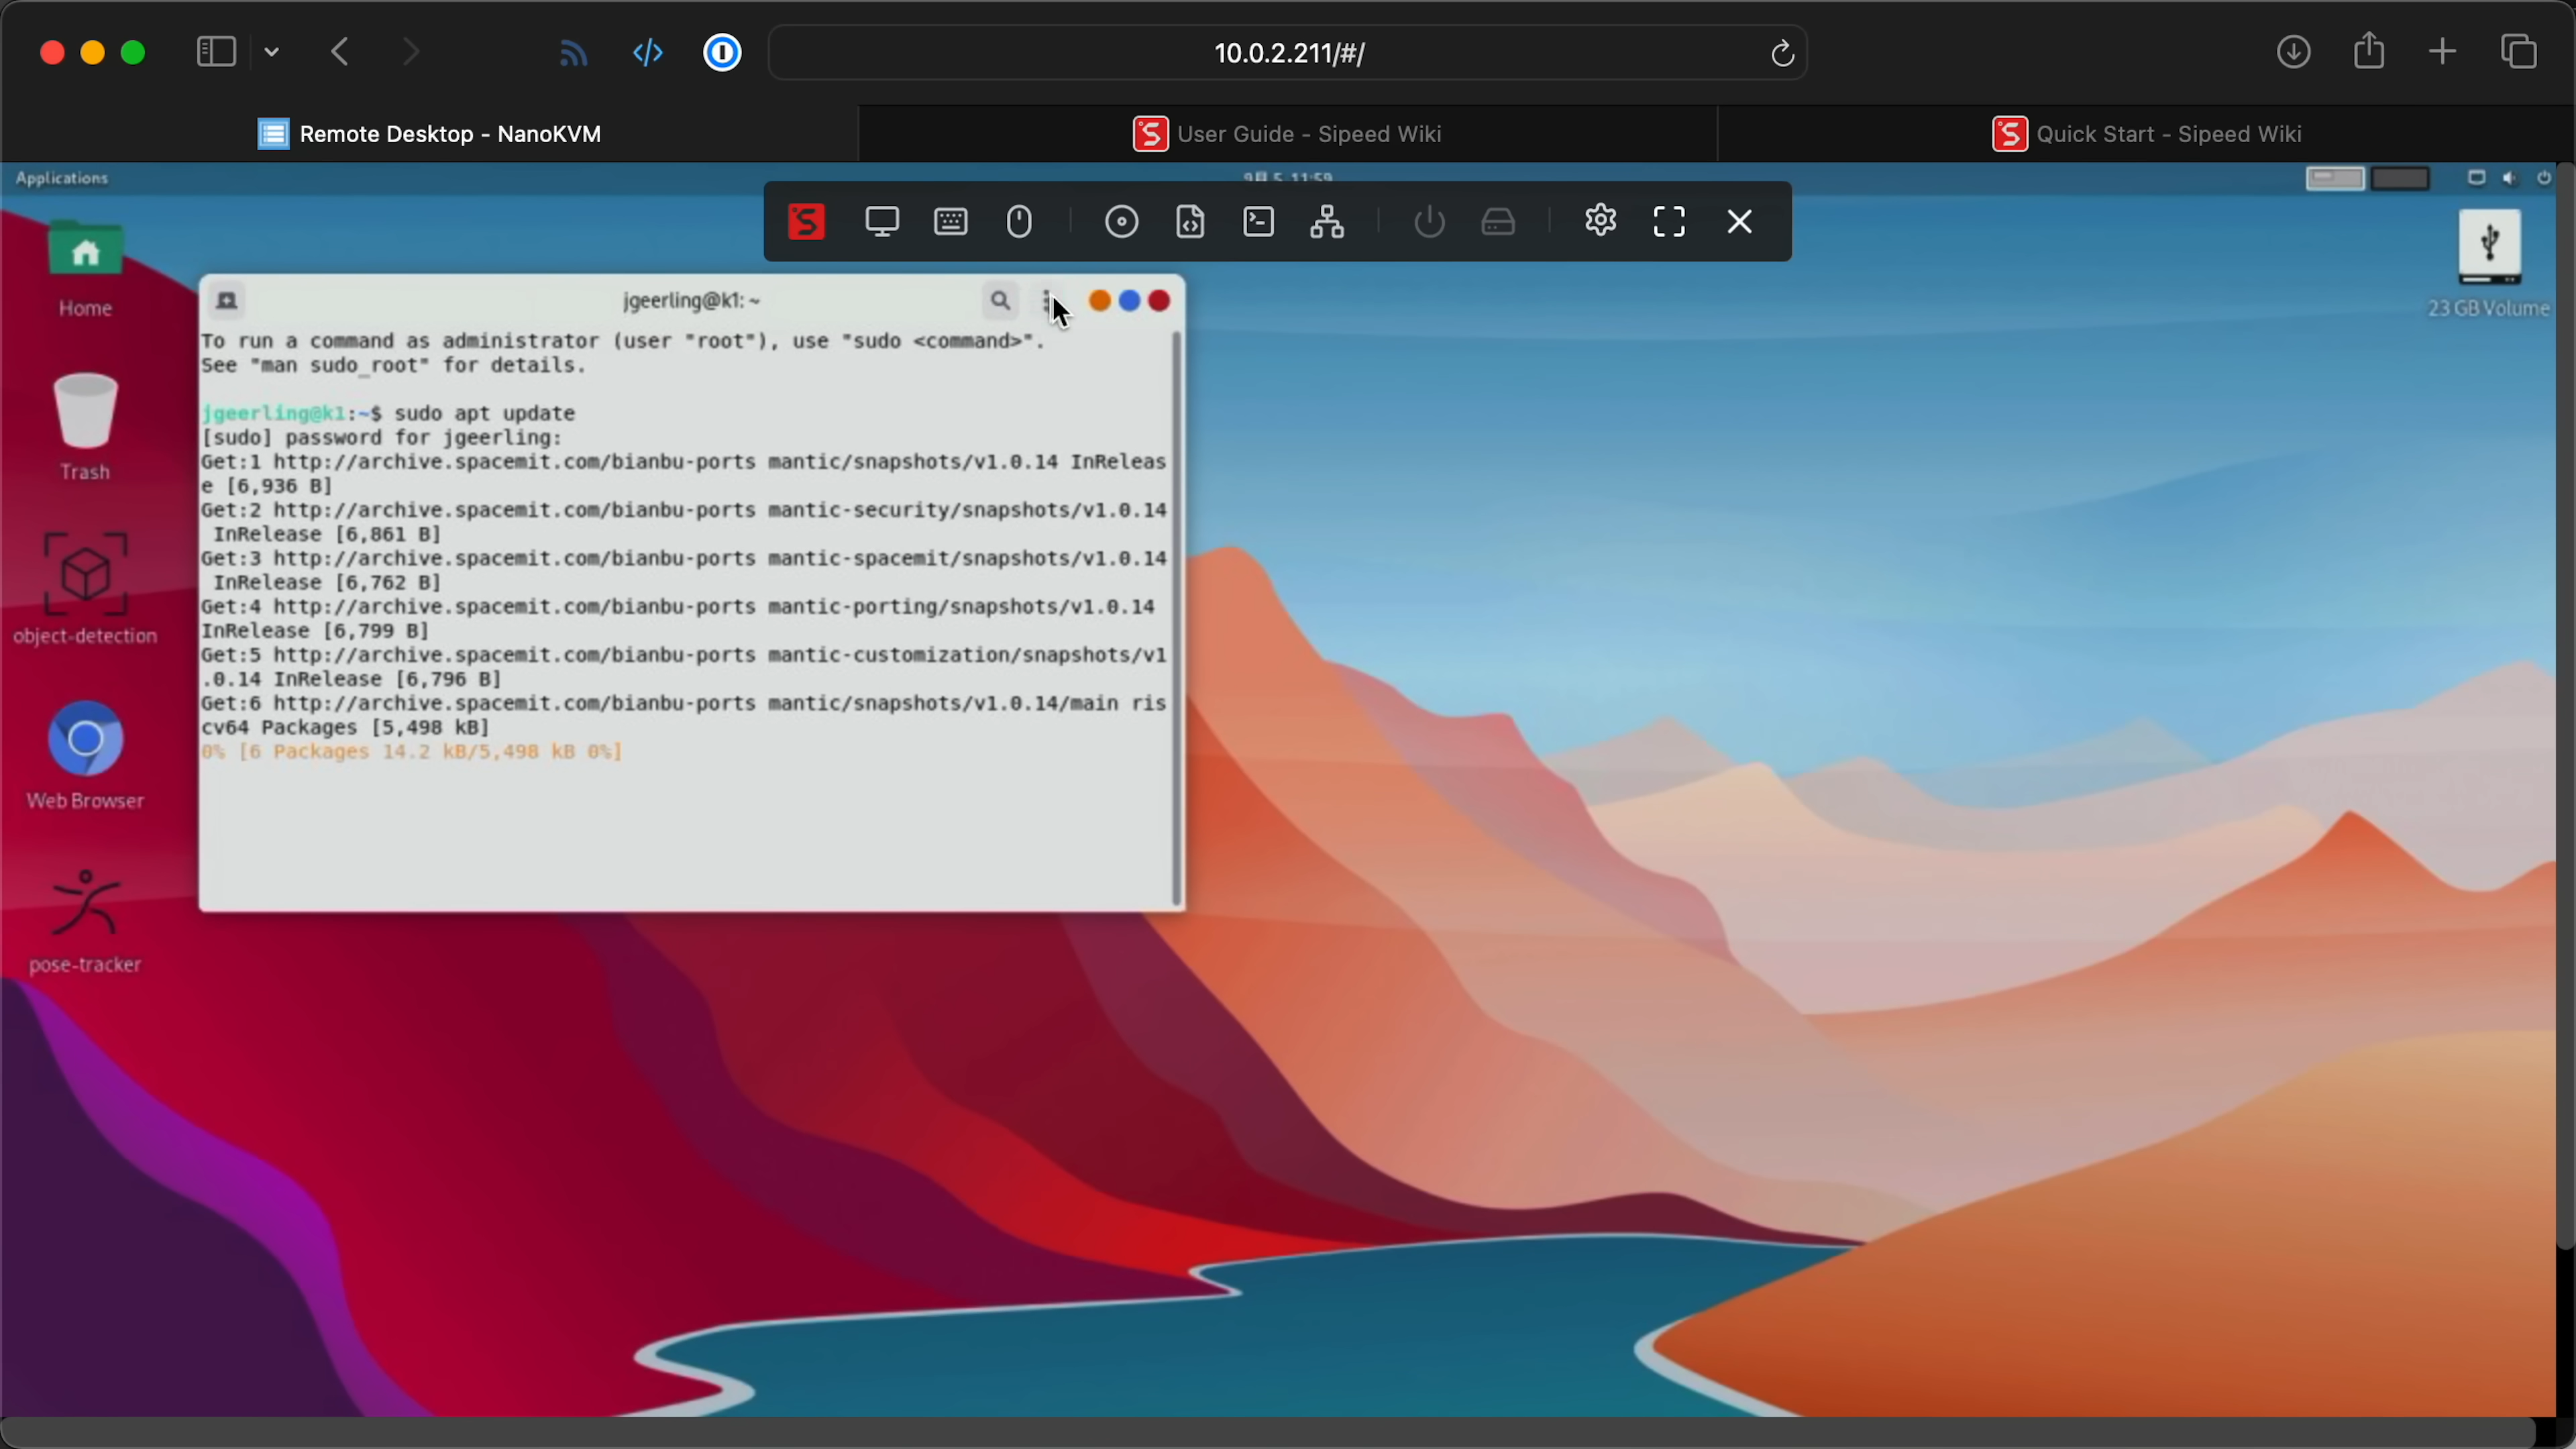 10.0.2.211/#/
Remote Desktop - NanoKVM
User Guide - Sipeed Wiki
Quick Start - Sipeed Wiki
Applications
9月 5 11:59
Home
Trash
object-detection
Web Browser
pose-tracker
23 GB Volume
jgeerling@k1: ~
To run a command as administrator (user "root"), use "sudo <command>".
See "man sudo_root" for details.
jgeerling@k1:~$ sudo apt update
[sudo] password for jgeerling:
Get:1 http://archive.spacemit.com/bianbu-ports mantic/snapshots/v1.0.14 InReleas
e [6,936 B]
Get:2 http://archive.spacemit.com/bianbu-ports mantic-security/snapshots/v1.0.14
InRelease [6,861 B]
Get:3 http://archive.spacemit.com/bianbu-ports mantic-spacemit/snapshots/v1.0.14
InRelease [6,762 B]
Get:4 http://archive.spacemit.com/bianbu-ports mantic-porting/snapshots/v1.0.14
InRelease [6,799 B]
Get:5 http://archive.spacemit.com/bianbu-ports mantic-customization/snapshots/v1
.0.14 InRelease [6,796 B]
Get:6 http://archive.spacemit.com/bianbu-ports mantic/snapshots/v1.0.14/main ris
cv64 Packages [5,498 kB]
0% [6 Packages 14.2 kB/5,498 kB 0%]